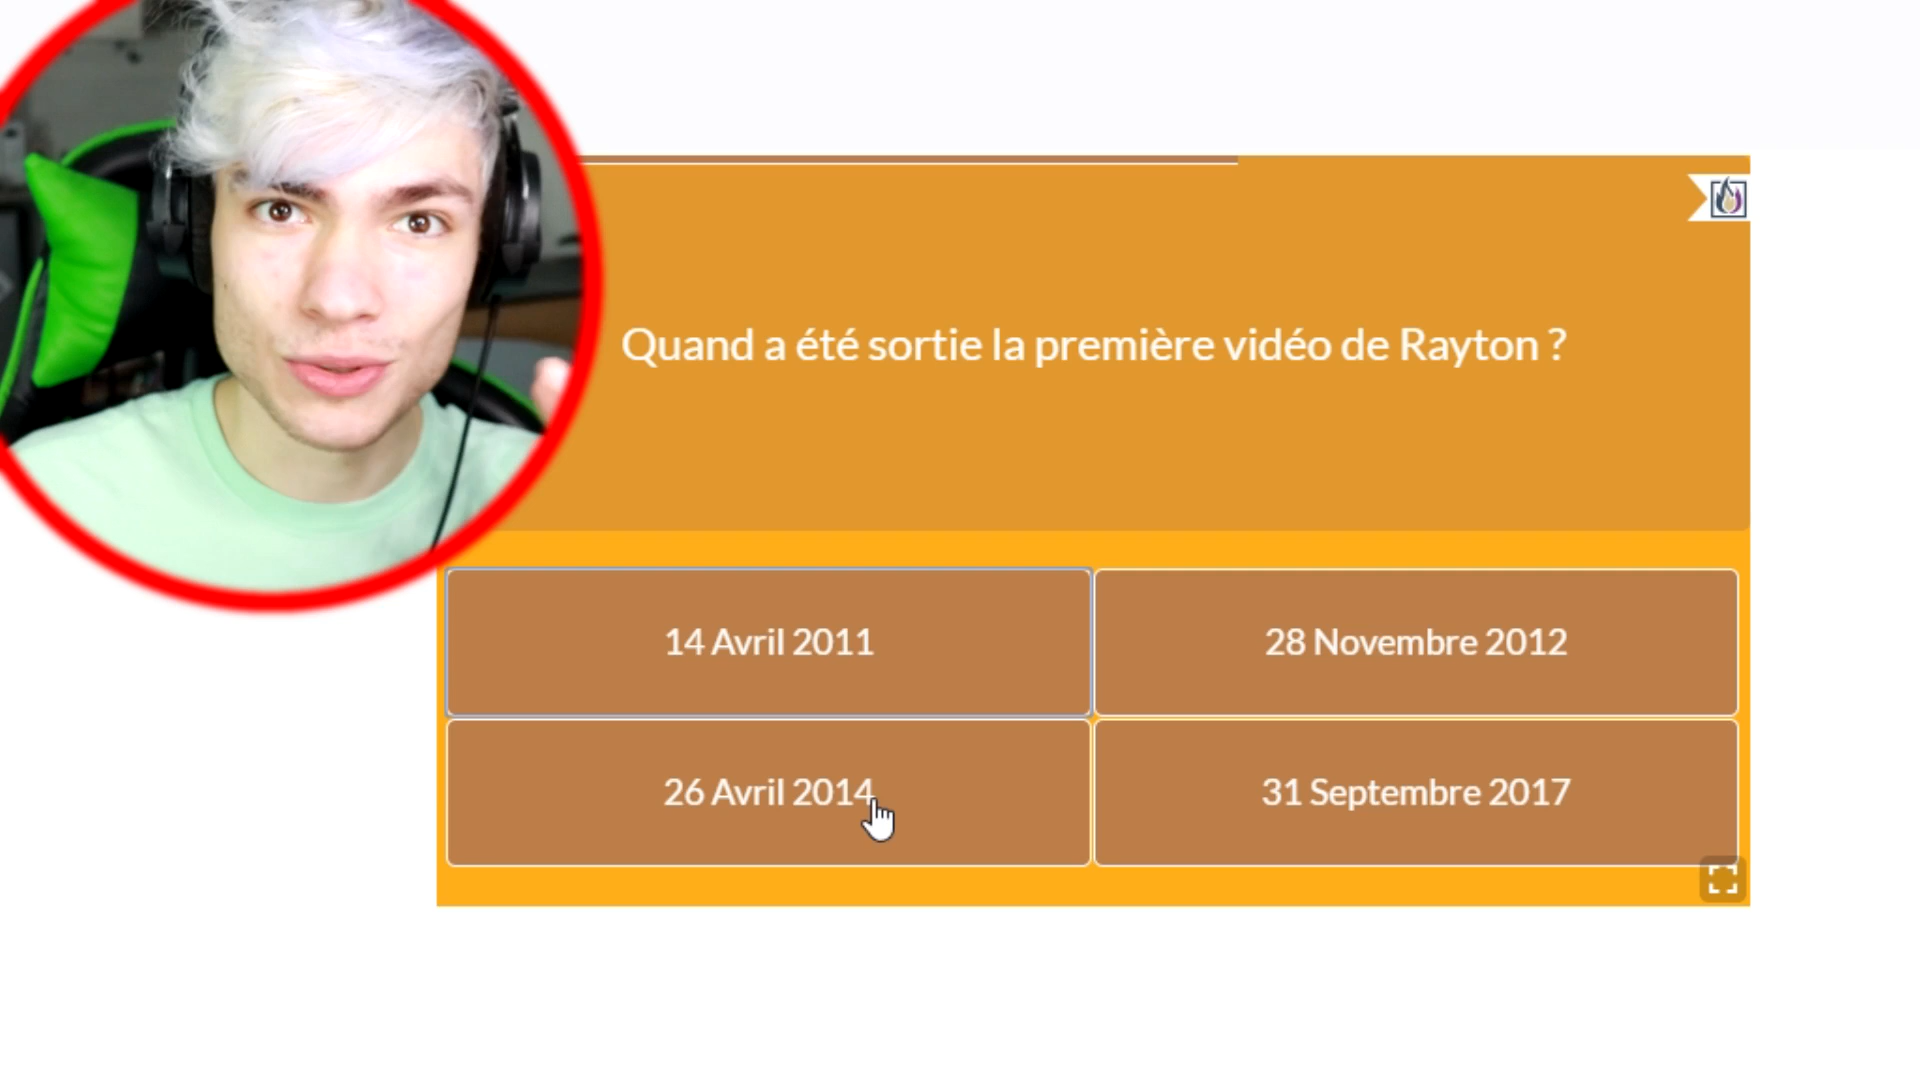 Quand a été sortie la première vidéo de Rayton ?
14 Avril 2011
28 Novembre 2012
26 Avril 2014
31 Septembre 2017